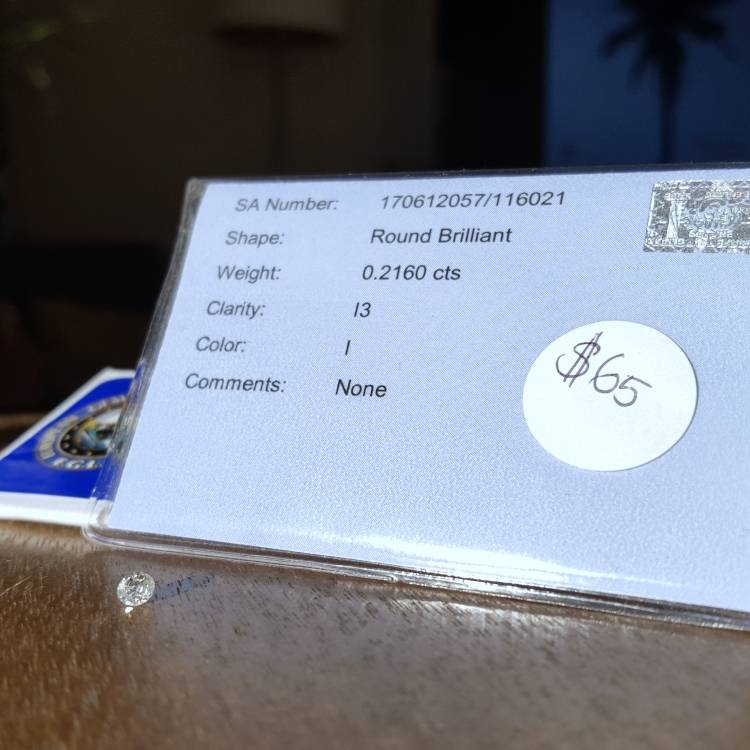 SA Number: 170612057/116021
Shape: Round Brilliant
Weight: 0.2160 cts
Clarity: I3
Color: I
Comments: None
$65